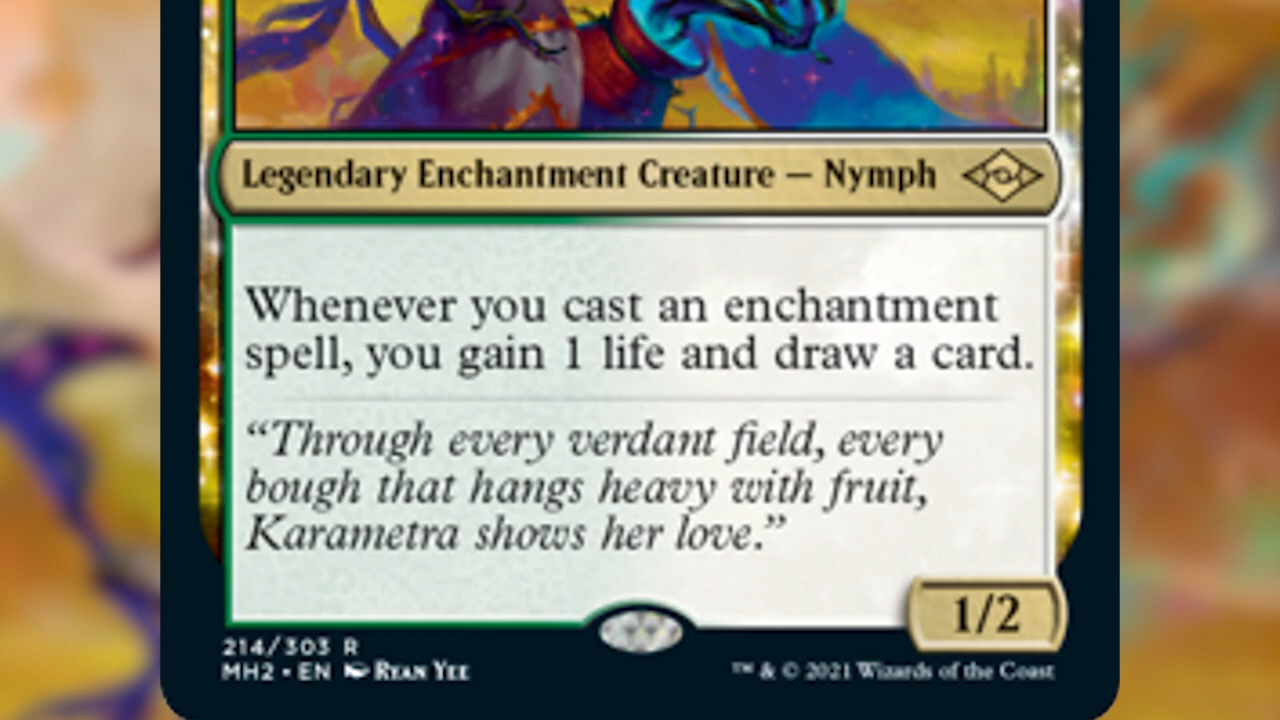 Legendary Enchantment Creature — Nymph
Whenever you cast an enchantment
spell, you gain 1 life and draw a card.
“Through every verdant field, every
bough that hangs heavy with fruit,
Karametra shows her love.”
1/2
214/303 R
MH2 • EN Ryan Yee
™ & © 2021 Wizards of the Coast